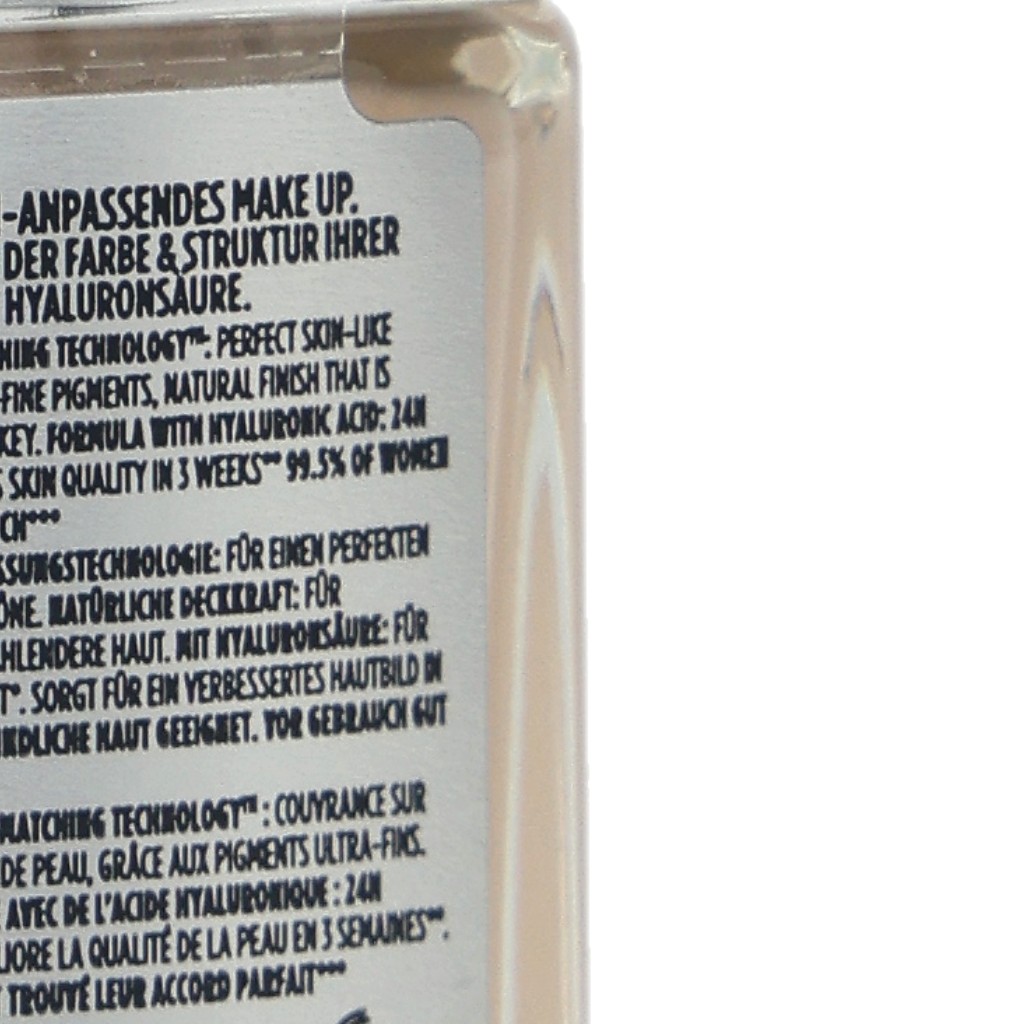 -ANPASSENDES MAKE UP.
DER FARBE & STRUKTUR IHRER
HYALURONSÄURE.
HING TECHNOLOGY™: PERFECT SKIN-LIKE
-FINE PIGMENTS, NATURAL FINISH THAT IS
KEY. FORMULA WITH HYALURONIC ACID: 24H
S SKIN QUALITY IN 3 WEEKS** 99.5% OF WOMEN
CH***
SSUNGSTECHNOLOGIE: FÜR EINEN PERFEKTEN
ÖNE. NATÜRLICHE DECKKRAFT: FÜR
AHLENDERE HAUT. MIT HYALURONSÄURE: FÜR
T*. SORGT FÜR EIN VERBESSERTES HAUTBILD IN
NDLICHE HAUT GEEIGNET. VOR GEBRAUCH GUT
MATCHING TECHNOLOGY™ : COUVRANCE SUR
DE PEAU, GRÂCE AUX PIGMENTS ULTRA-FINS.
AVEC DE L'ACIDE HYALURONIQUE : 24H
LIORE LA QUALITÉ DE LA PEAU EN 3 SEMAINES**.
T TROUVÉ LEUR ACCORD PARFAIT***